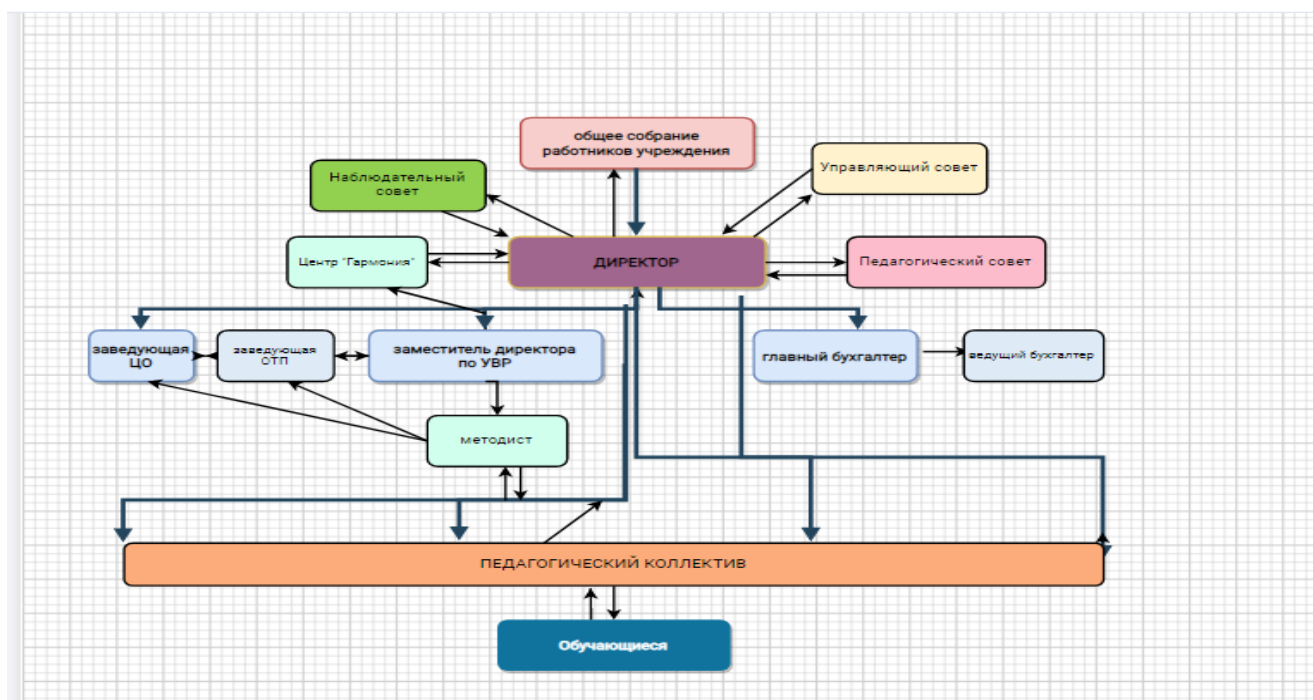 общее собрание
работников учреждения
Наблюдательный
совет
Управляющий совет
Центр "Гармония"
ДИРЕКТОР
Педагогический совет
заведующая
ЦО
заведующая
ОТП
заместитель директора
по УВР
главный бухгалтер
ведущий бухгалтер
методист
ПЕДАГОГИЧЕСКИЙ КОЛЛЕКТИВ
Обучающиеся